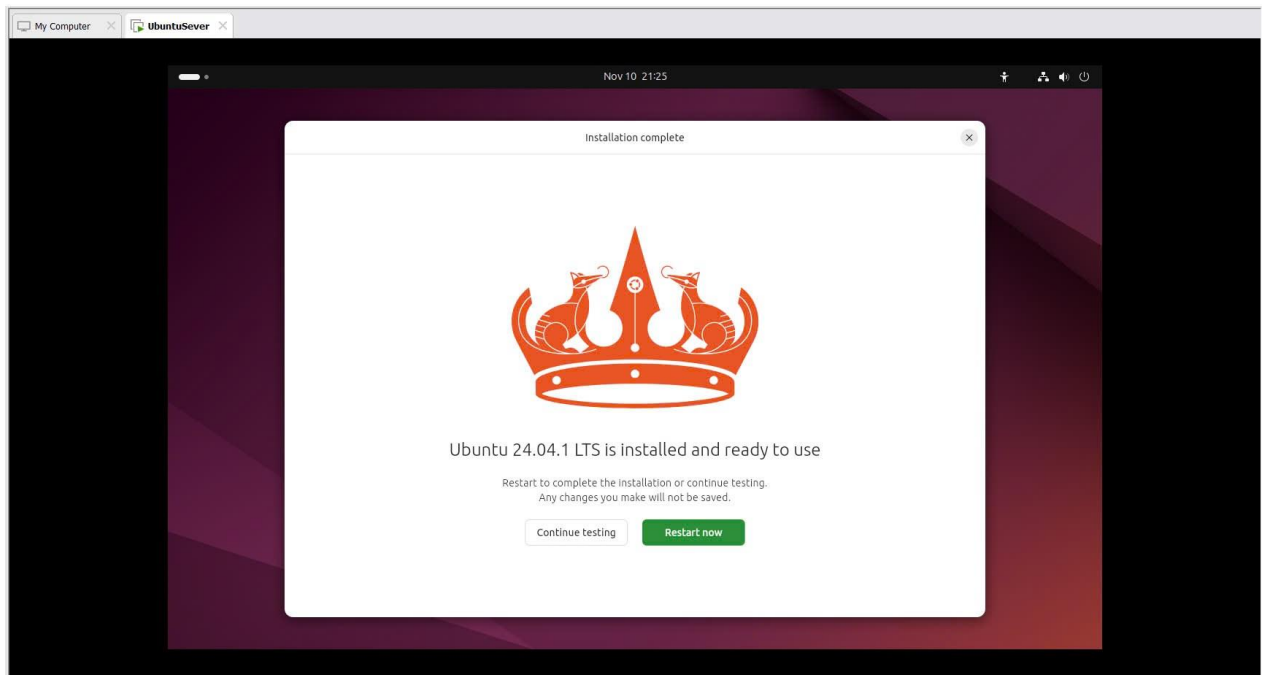 My Computer
UbuntuSever
Nov 10 21:25
Installation complete
Ubuntu 24.04.1 LTS is installed and ready to use
Restart to complete the installation or continue testing.
Any changes you make will not be saved.
Continue testing
Restart now